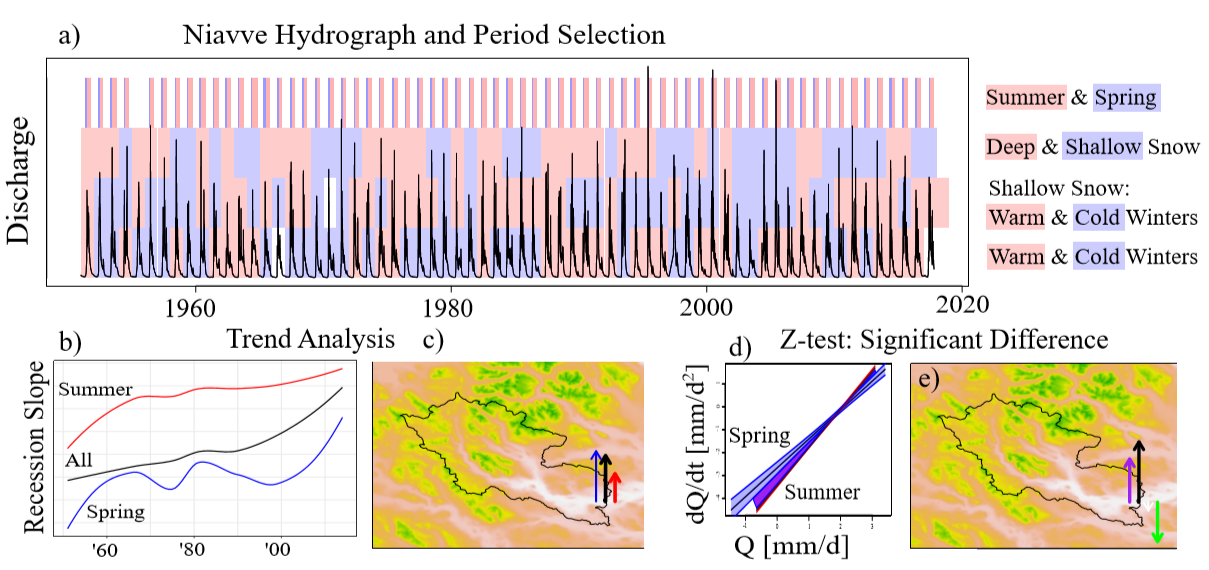 a)
Niavve Hydrograph and Period Selection
Discharge
Summer & Spring
Deep & Shallow Snow
Shallow Snow:
Warm & Cold Winters
Warm & Cold Winters
1960 1980 2000 2020
b) Trend Analysis c)
Recession Slope
Summer
All
Spring
'60 '80 '00
d) Z-test: Significant Difference
dQ/dt [mm/d²]
Spring
Summer
Q [mm/d]
e)